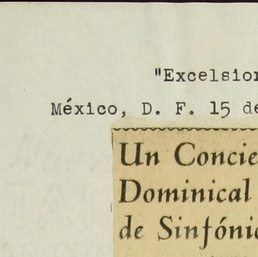 "Excelsior
México, D. F. 15 de
Un Concie
Dominical
de Sinfónic